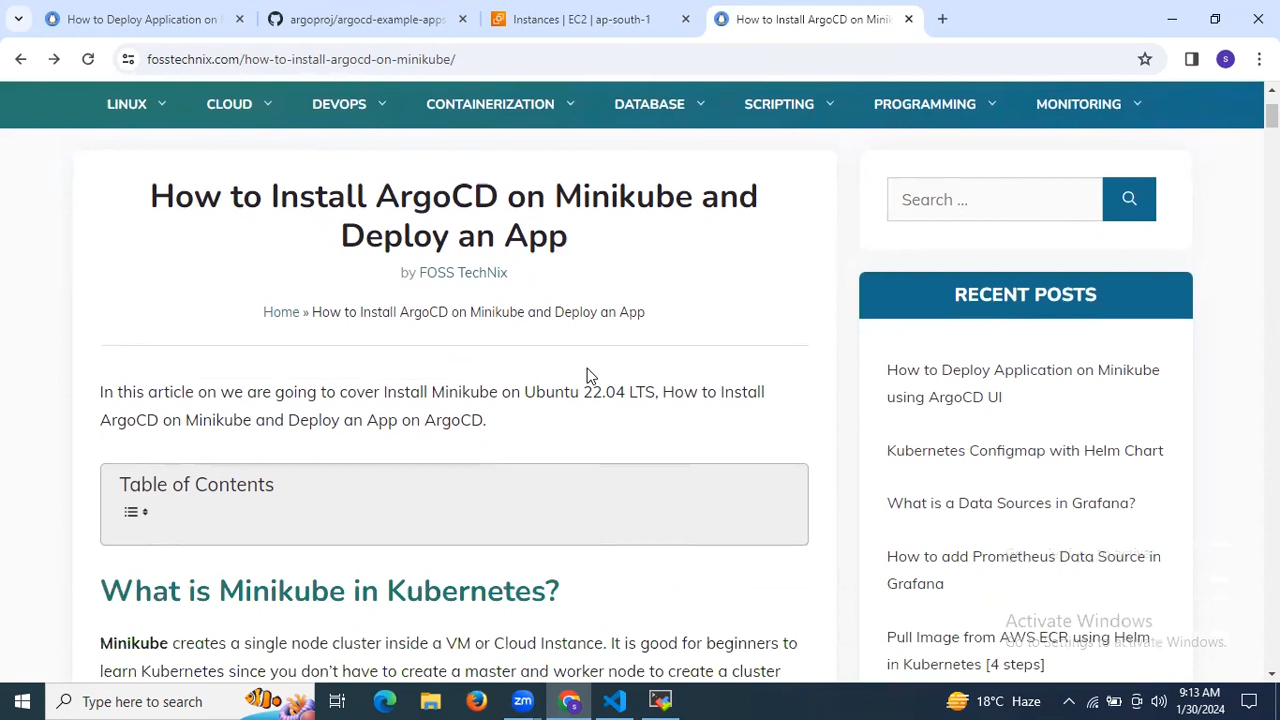 How to Deploy Application on
argoproj/argocd-example-apps
Instances | EC2 | ap-south-1
How to Install ArgoCD on Mini
fosstechnix.com/how-to-install-argocd-on-minikube/
S
LINUX
CLOUD
DEVOPS
CONTAINERIZATION
DATABASE
SCRIPTING
PROGRAMMING
MONITORING
How to Install ArgoCD on Minikube and
Deploy an App
by FOSS TechNix
Home » How to Install ArgoCD on Minikube and Deploy an App
In this article on we are going to cover Install Minikube on Ubuntu 22.04 LTS, How to Install
ArgoCD on Minikube and Deploy an App on ArgoCD.
Table of Contents
What is Minikube in Kubernetes?
Minikube creates a single node cluster inside a VM or Cloud Instance. It is good for beginners to
learn Kubernetes since you don't have to create a master and worker node to create a cluster
Search ...
RECENT POSTS
How to Deploy Application on Minikube
using ArgoCD UI
Kubernetes Configmap with Helm Chart
What is a Data Sources in Grafana?
How to add Prometheus Data Source in
Grafana
Pull Image from AWS ECR using Helm
in Kubernetes [4 steps]
Activate Windows
Go to Settings to activate Windows.
Type here to search
zm
18°C Haze
9:13 AM
1/30/2024